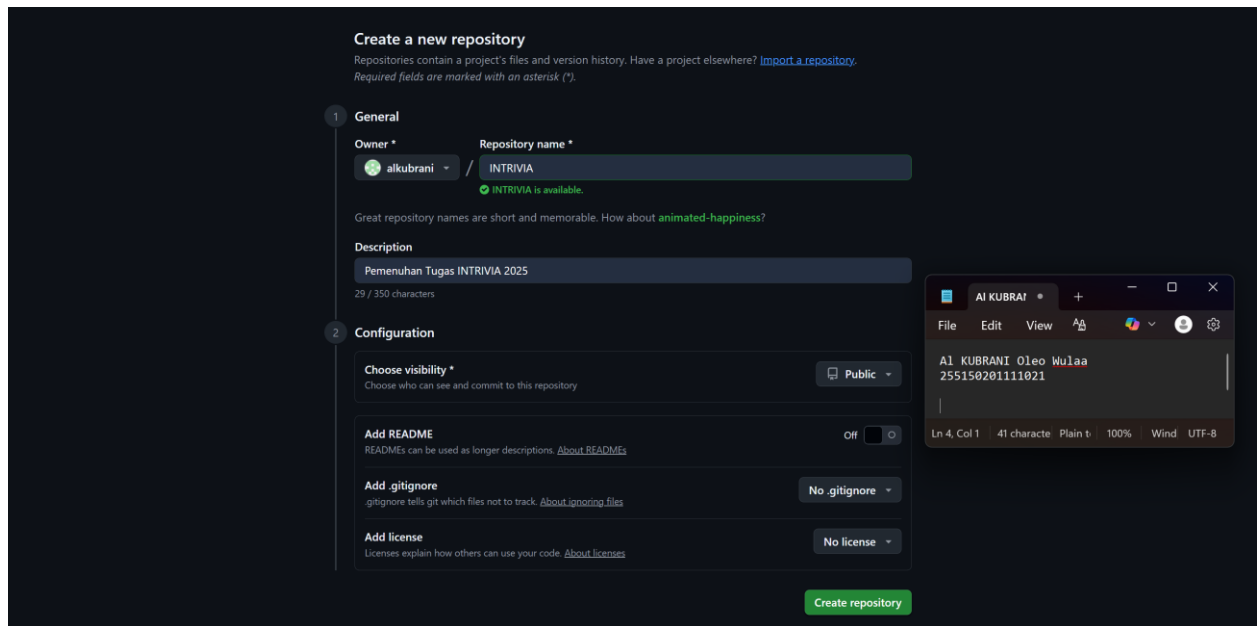 Create a new repository
Repositories contain a project's files and version history. Have a project elsewhere? Import a repository.
Required fields are marked with an asterisk (*).
1 General
Owner * Repository name *
alkubrani / INTRIVIA
INTRIVIA is available.
Great repository names are short and memorable. How about animated-happiness?
Description
Pemenuhan Tugas INTRIVIA 2025
29 / 350 characters
2 Configuration
Choose visibility *
Choose who can see and commit to this repository
Public
Add README
READMEs can be used as longer descriptions. About READMEs
Off
Add .gitignore
.gitignore tells git which files not to track. About ignoring files
No .gitignore
Add license
Licenses explain how others can use your code. About licenses
No license
Create repository
Al KUBRAN
File Edit View
Al KUBRANI Oleo Wulaa
255150201111021
Ln 4, Col 1 41 characte Plain t 100% Wind UTF-8